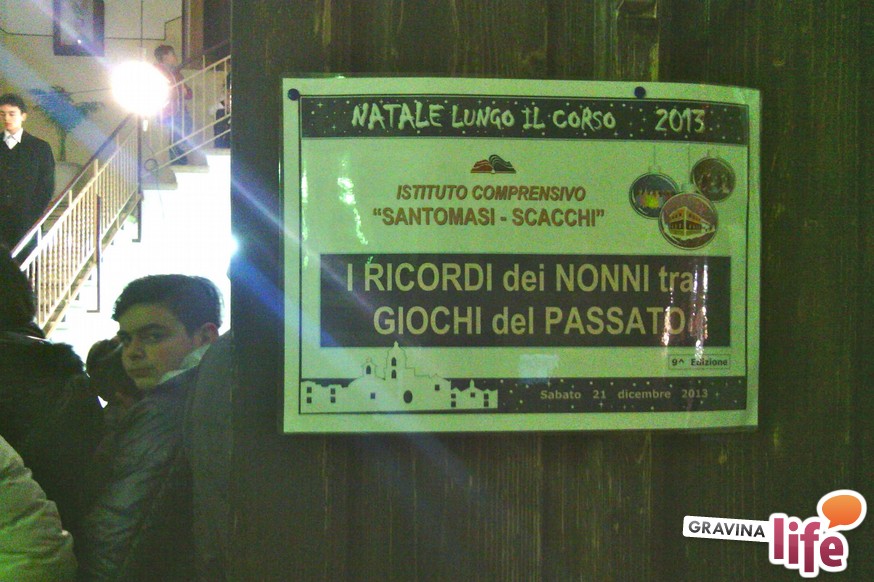 NATALE LUNGO IL CORSO 2013
ISTITUTO COMPRENSIVO
“SANTOMASI - SCACCHI”
I RICORDI dei NONNI tra
GIOCHI del PASSATO
9^ Edizione
Sabato 21 dicembre 2013
GRAVINA
life